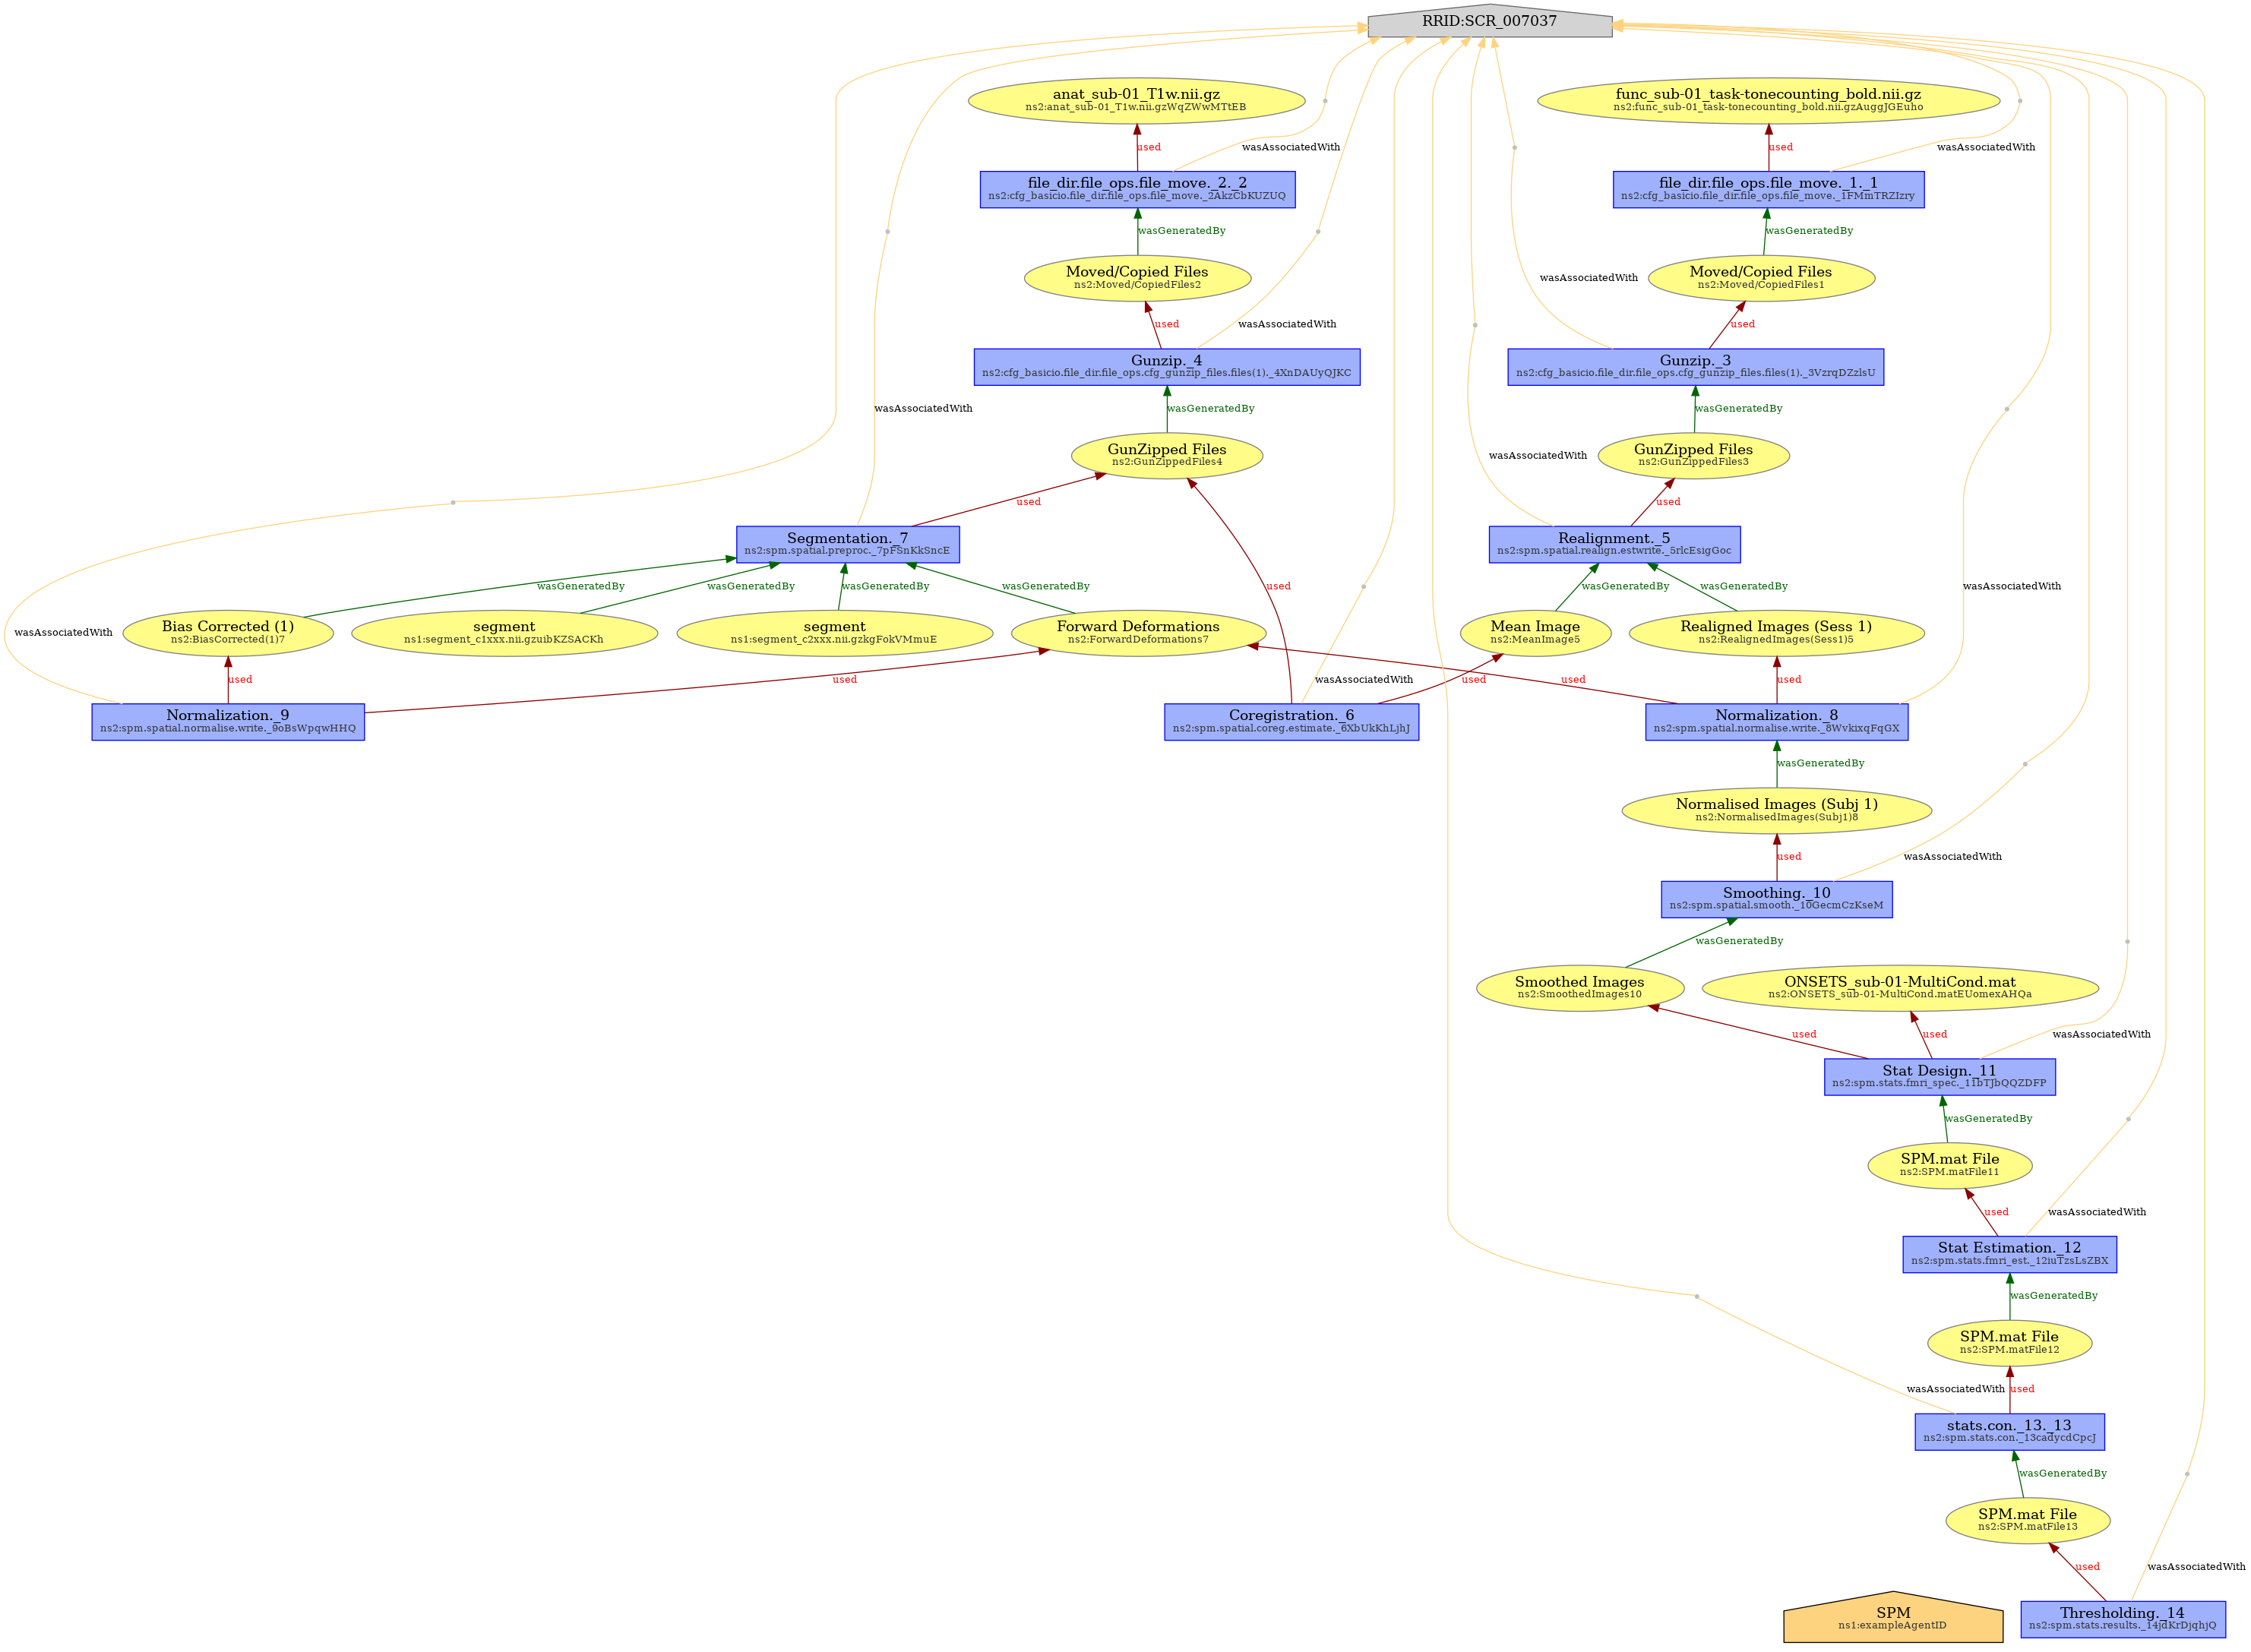 RRID:SCR_007037
anat_sub-01_T1w.nii.gz
ns2:anat_sub-01_T1w.nii.gzWqZWwMTtEB
func_sub-01_task-tonecounting_bold.nii.gz
ns2:func_sub-01_task-tonecounting_bold.nii.gzAuggJGEuho
used
wasAssociatedWith
used
wasAssociatedWith
file_dir.file_ops.file_move._2._2
ns2:cfg_basicio.file_dir.file_ops.file_move._2AkzCbKUZUQ
file_dir.file_ops.file_move._1._1
ns2:cfg_basicio.file_dir.file_ops.file_move._1FMmTRZIzry
wasGeneratedBy
wasGeneratedBy
Moved/Copied Files
ns2:Moved/CopiedFiles2
wasAssociatedWith
Moved/Copied Files
ns2:Moved/CopiedFiles1
used
wasAssociatedWith
used
Gunzip._4
ns2:cfg_basicio.file_dir.file_ops.cfg_gunzip_files.files(1)._4XnDAUyQJKC
Gunzip._3
ns2:cfg_basicio.file_dir.file_ops.cfg_gunzip_files.files(1)._3VzrqDZzlsU
wasAssociatedWith
wasGeneratedBy
wasGeneratedBy
GunZipped Files
ns2:GunZippedFiles4
wasAssociatedWith
GunZipped Files
ns2:GunZippedFiles3
used
used
Segmentation._7
ns2:spm.spatial.preproc._7pFSnKkSncE
Realignment._5
ns2:spm.spatial.realign.estwrite._5rlcEsigGoc
wasGeneratedBy
wasGeneratedBy
wasGeneratedBy
wasGeneratedBy
used
wasGeneratedBy
wasGeneratedBy
wasAssociatedWith
wasAssociatedWith
Bias Corrected (1)
ns2:BiasCorrected(1)7
segment
ns1:segment_c1xxx.nii.gzuibKZSACKh
segment
ns1:segment_c2xxx.nii.gzkgFokVMmuE
Forward Deformations
ns2:ForwardDeformations7
Mean Image
ns2:MeanImage5
Realigned Images (Sess 1)
ns2:RealignedImages(Sess1)5
used
used
wasAssociatedWith
used
used
used
Normalization._9
ns2:spm.spatial.normalise.write._9oBsWpqwHHQ
Coregistration._6
ns2:spm.spatial.coreg.estimate._6XbUkKhLjhJ
Normalization._8
ns2:spm.spatial.normalise.write._8WvkixqFqGX
wasGeneratedBy
Normalised Images (Subj 1)
ns2:NormalisedImages(Subj1)8
used
wasAssociatedWith
Smoothing._10
ns2:spm.spatial.smooth._10GecmCzKseM
wasGeneratedBy
Smoothed Images
ns2:SmoothedImages10
ONSETS_sub-01-MultiCond.mat
ns2:ONSETS_sub-01-MultiCond.matEUomexAHQa
used
used
wasAssociatedWith
Stat Design._11
ns2:spm.stats.fmri_spec._11bTJbQQZDFP
wasGeneratedBy
SPM.mat File
ns2:SPM.matFile11
used
wasAssociatedWith
Stat Estimation._12
ns2:spm.stats.fmri_est._12iuTzsLsZBX
wasGeneratedBy
SPM.mat File
ns2:SPM.matFile12
wasAssociatedWith
used
stats.con._13._13
ns2:spm.stats.con._13cadycdCpcJ
wasGeneratedBy
SPM.mat File
ns2:SPM.matFile13
used
wasAssociatedWith
SPM
ns1:exampleAgentID
Thresholding._14
ns2:spm.stats.results._14jdKrDjqhjQ